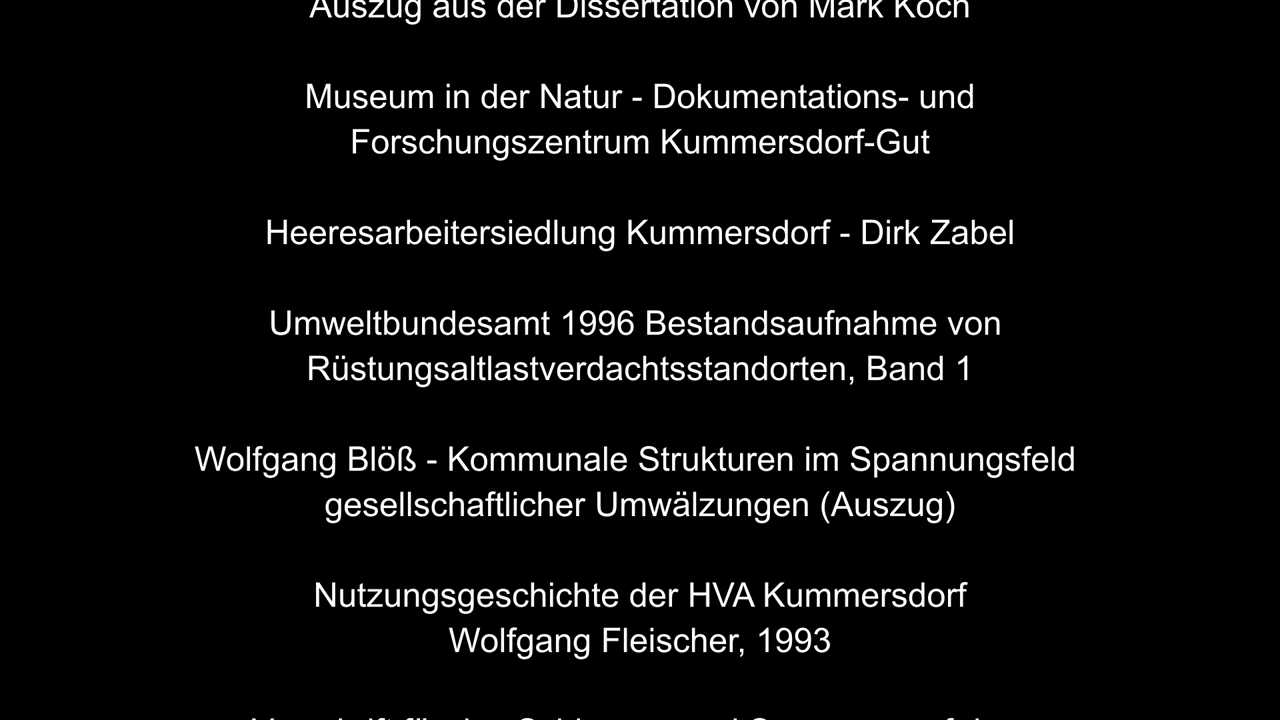 Auszug aus der Dissertation von Mark Koch
Museum in der Natur - Dokumentations- und
Forschungszentrum Kummersdorf-Gut
Heeresarbeitersiedlung Kummersdorf - Dirk Zabel
Umweltbundesamt 1996 Bestandsaufnahme von
Rüstungsaltlastverdachtsstandorten, Band 1
Wolfgang Blöß - Kommunale Strukturen im Spannungsfeld
gesellschaftlicher Umwälzungen (Auszug)
Nutzungsgeschichte der HVA Kummersdorf
Wolfgang Fleischer, 1993